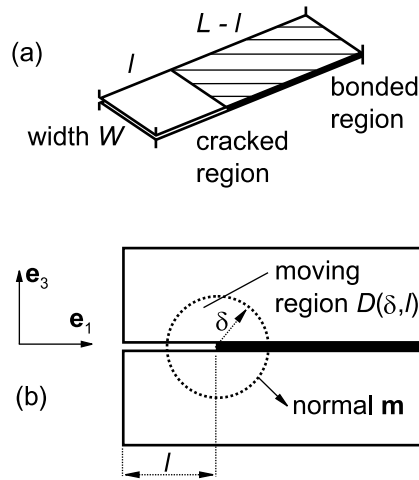 L - l
l
(a)
bonded
region
width W
cracked
region
e3
moving
region D(δ,l)
e1
δ
(b)
normal m
l